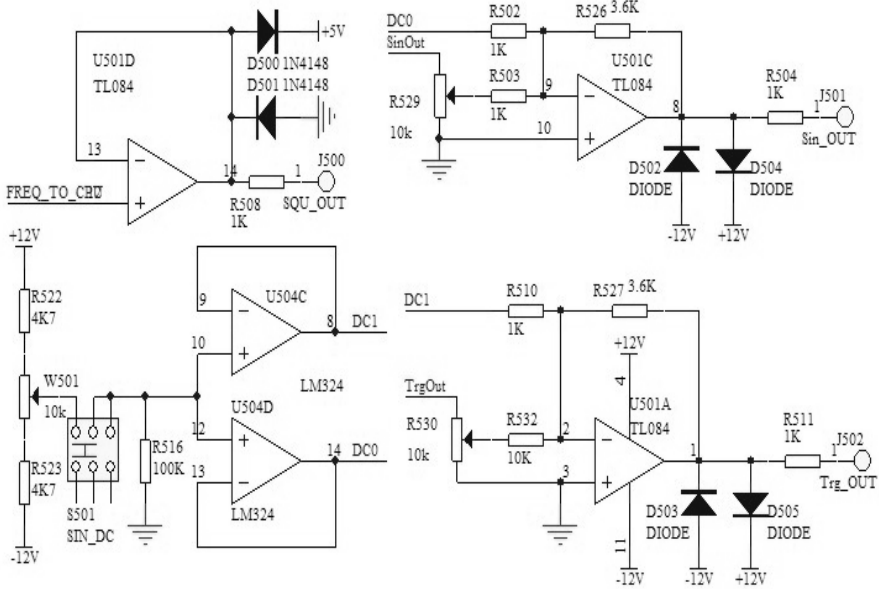 U501D
TL084
D500 1N4148
+5V
D501 1N4148
13
14
FREQ_TO_CPU
R508
1K
1
J500
SQU_OUT
DC0
R502
1K
R526 3.6K
SinOut
R529
10k
R503
1K
9
10
U501C
TL084
8
R504
1K
1
J501
Sin_OUT
D502
DIODE
D504
DIODE
-12V
+12V
+12V
R522
4K7
W501
10k
R523
4K7
-12V
S501
SIN_DC
R516
100K
9
10
U504C
8
DC1
LM324
U504D
12
13
14
DC0
LM324
DC1
R510
1K
R527 3.6K
+12V
4
TrgOut
R530
10k
R532
10K
2
3
U501A
TL084
1
11
-12V
R511
1K
1
J502
Trg_OUT
D503
DIODE
D505
DIODE
-12V
+12V